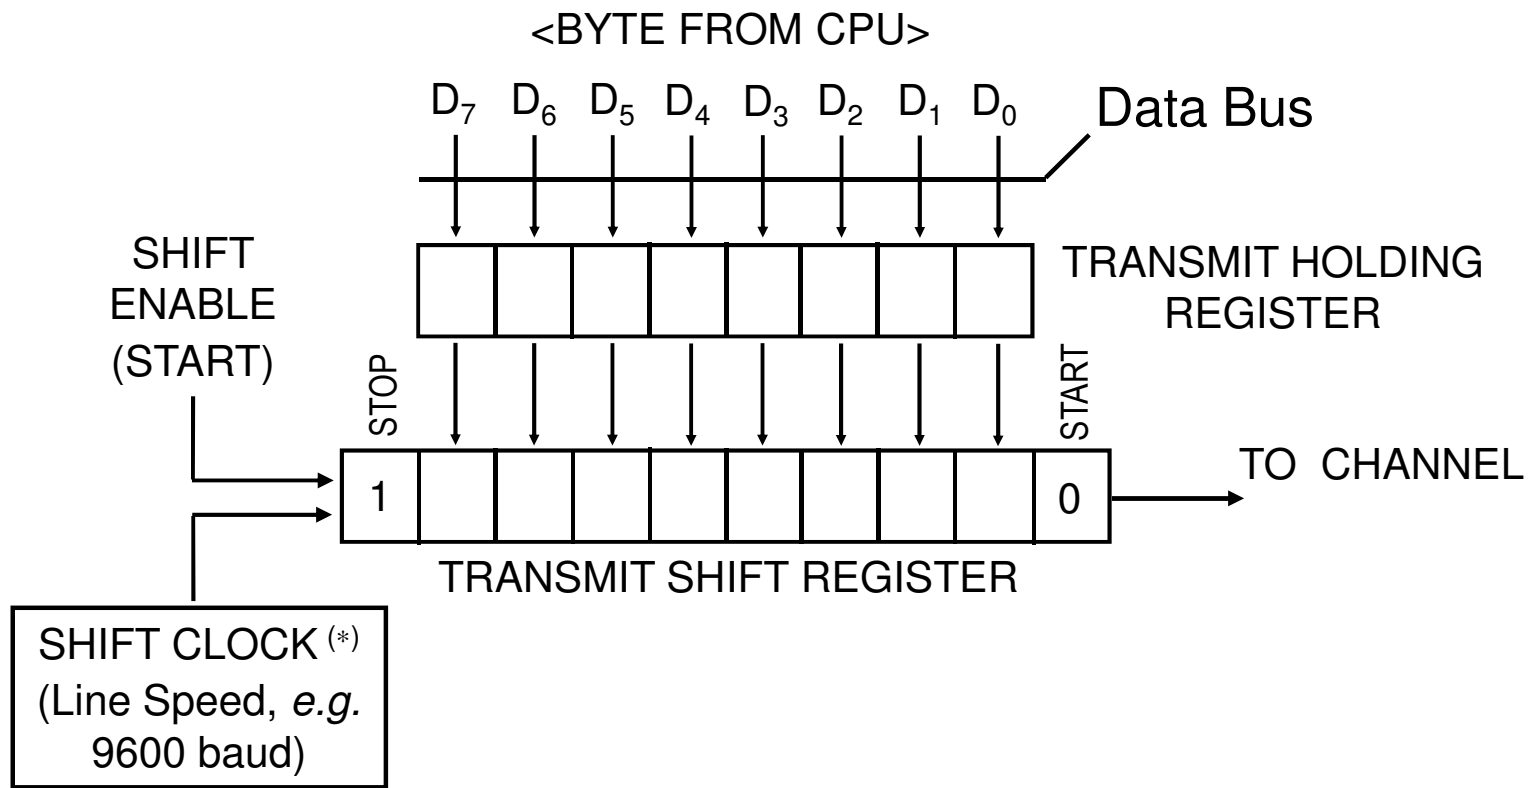 <BYTE FROM CPU>
D7 D6 D5 D4 D3 D2 D1 D0
Data Bus
SHIFT
ENABLE
(START)
TRANSMIT HOLDING
REGISTER
STOP
START
1
0
TO CHANNEL
TRANSMIT SHIFT REGISTER
SHIFT CLOCK (*)
(Line Speed, e.g.
9600 baud)